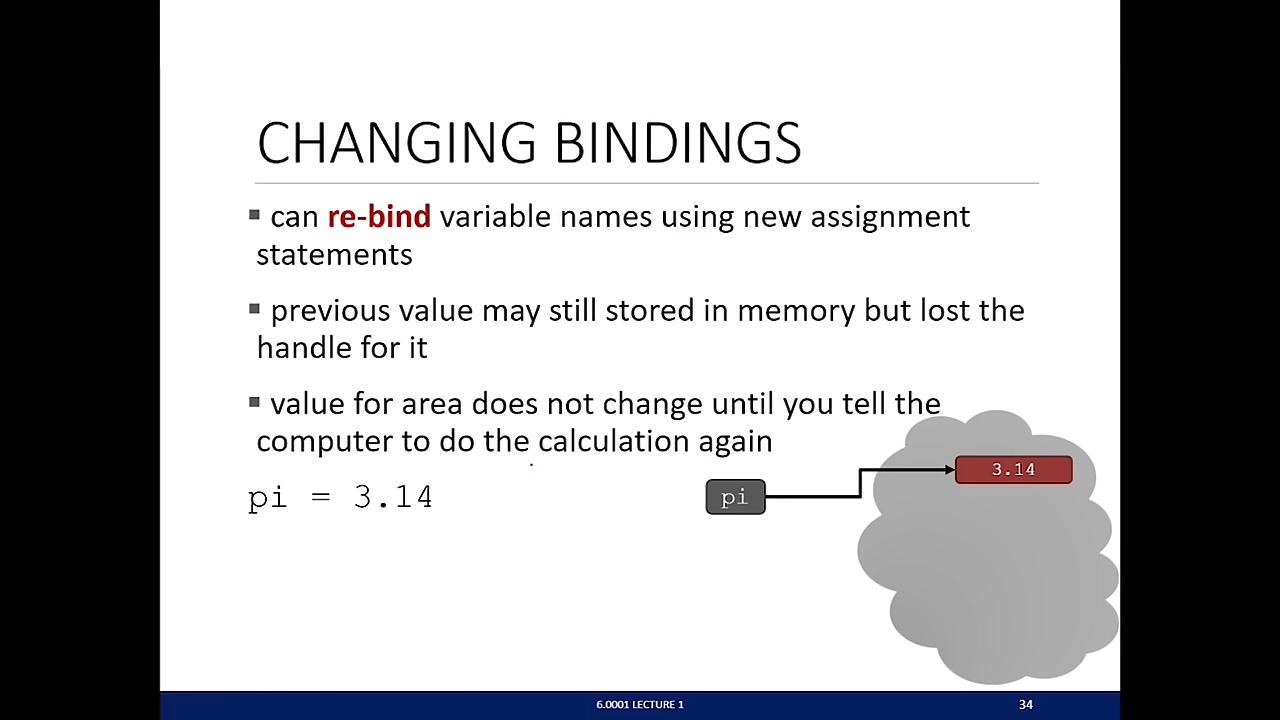 CHANGING BINDINGS
▪ can re-bind variable names using new assignment
statements
▪ previous value may still stored in memory but lost the
handle for it
▪ value for area does not change until you tell the
computer to do the calculation again
pi = 3.14
pi
3.14
6.0001 LECTURE 1
34